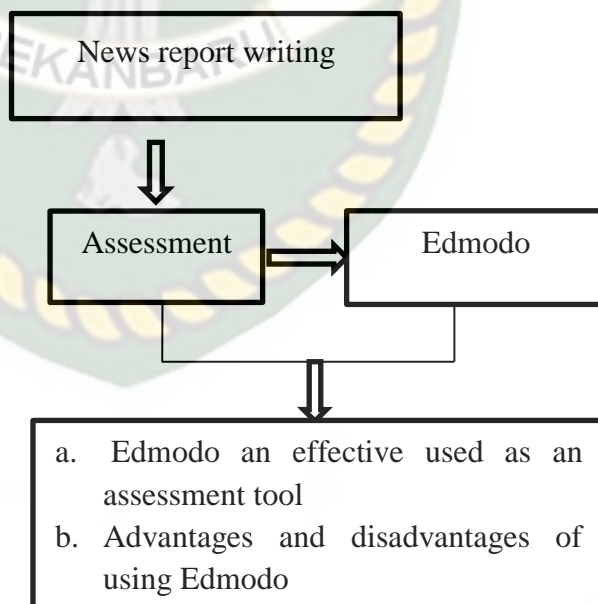 News report writing
EKANBARU
Assessment
Edmodo
a. Edmodo an effective used as an
assessment tool
b. Advantages and disadvantages of
using Edmodo